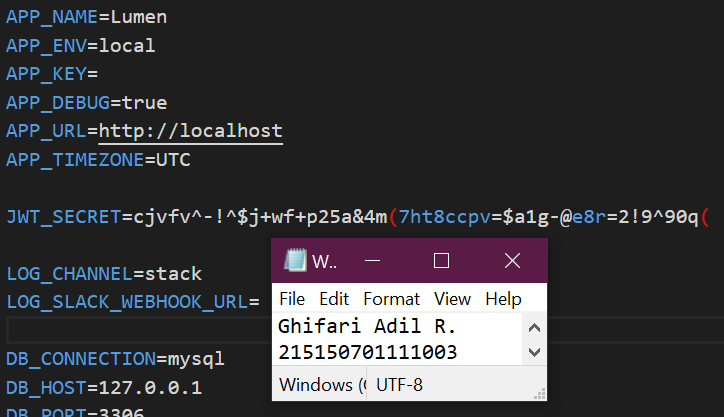 APP_NAME=Lumen
APP_ENV=local
APP_KEY=
APP_DEBUG=true
APP_URL=http://localhost
APP_TIMEZONE=UTC
JWT_SECRET=cjvfv^-!^$j+wf+p25a&4m(7ht8ccpv=$a1g-@e8r=2!9^90q(
LOG_CHANNEL=stack
LOG_SLACK_WEBHOOK_URL=
DB_CONNECTION=mysql
DB_HOST=127.0.0.1
DB_PORT=3306
W..
File Edit Format View Help
Ghifari Adil R.
215150701111003
Windows (
UTF-8